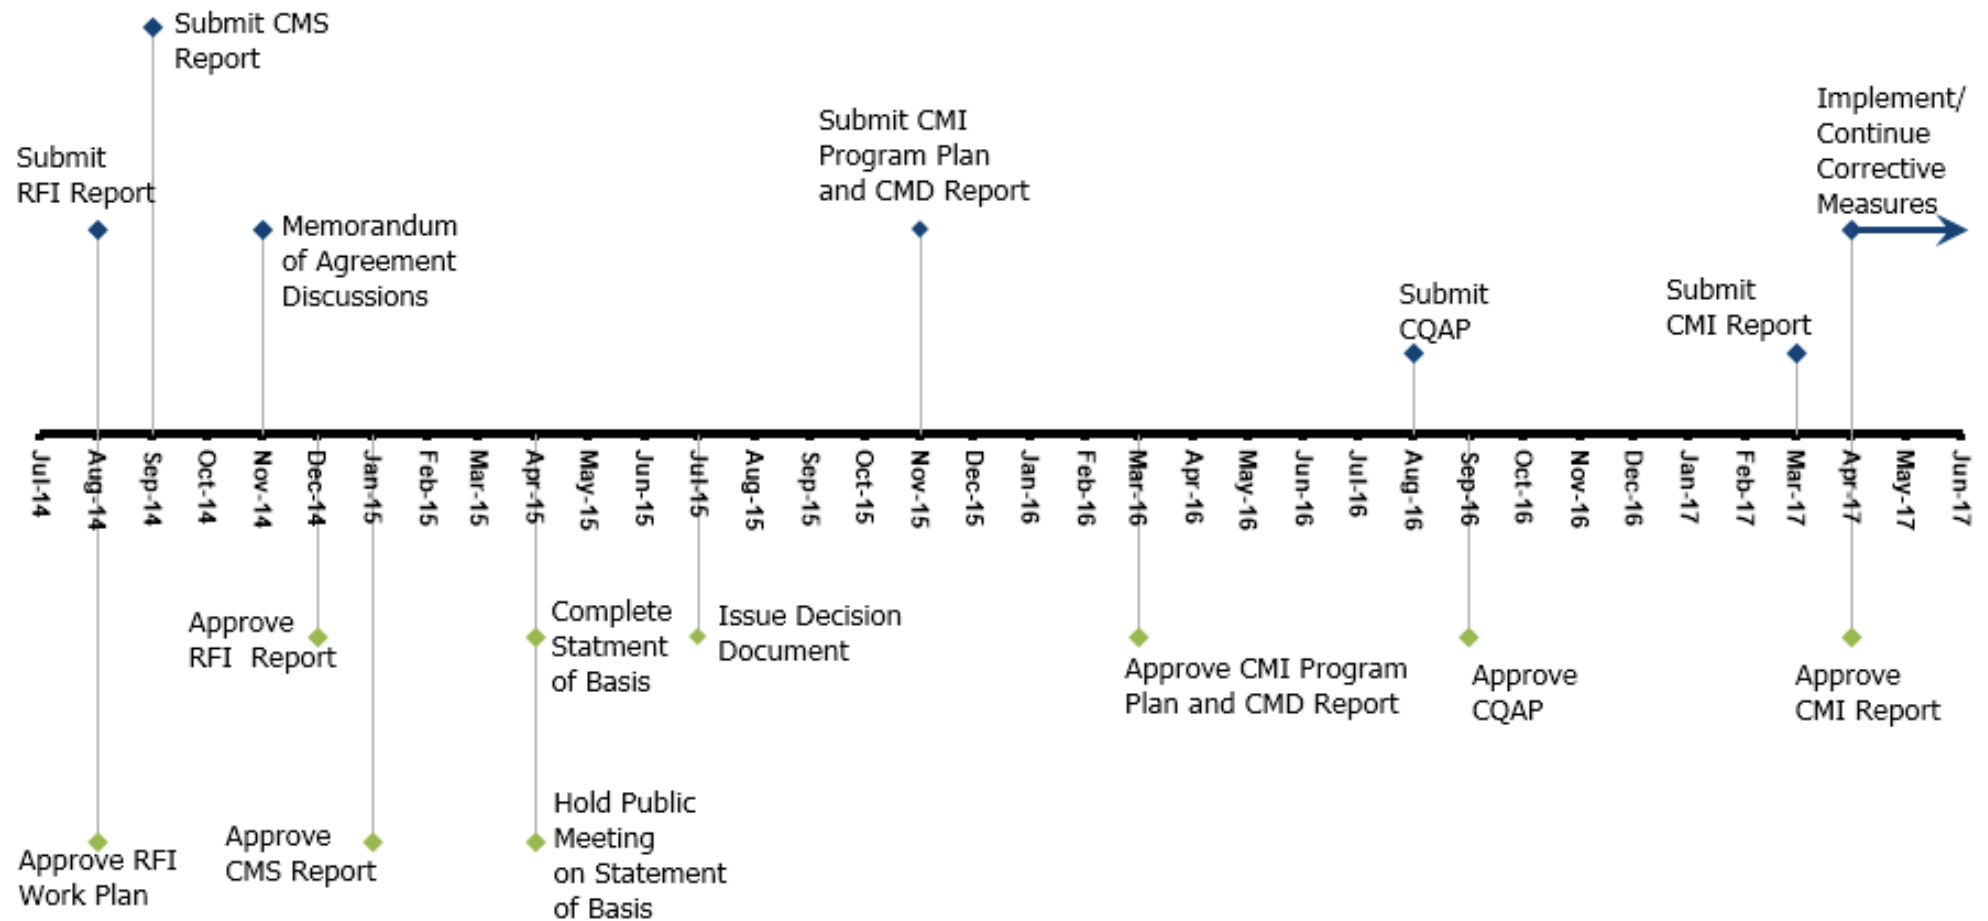 Submit CMS
Report
Submit
RFI Report
Memorandum
of Agreement
Discussions
Submit CMI
Program Plan
and CMD Report
Submit
CQAP
Submit
CMI Report
Implement/
Continue
Corrective
Measures
Jul-14
Aug-14
Sep-14
Oct-14
Nov-14
Dec-14
Jan-15
Feb-15
Mar-15
Apr-15
May-15
Jun-15
Jul-15
Aug-15
Sep-15
Oct-15
Nov-15
Dec-15
Jan-16
Feb-16
Mar-16
Apr-16
May-16
Jun-16
Jul-16
Aug-16
Sep-16
Oct-16
Nov-16
Dec-16
Jan-17
Feb-17
Mar-17
Apr-17
May-17
Jun-17
Approve
RFI  Report
Complete
Statment
of Basis
Issue Decision
Document
Approve CMI Program
Plan and CMD Report
Approve
CQAP
Approve
CMI Report
Approve RFI
Work Plan
Approve
CMS Report
Hold Public
Meeting
on Statement
of Basis